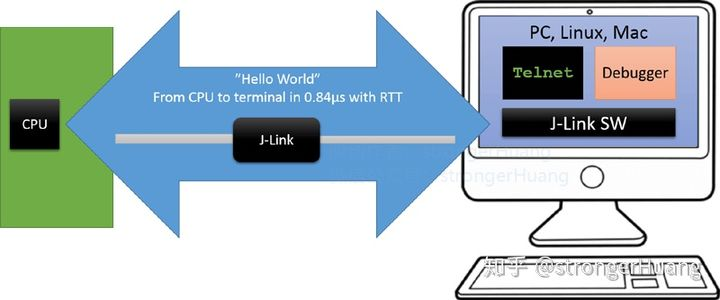 PC, Linux, Mac
Telnet
Debugger
J-Link SW
"Hello World"
From CPU to terminal in 0.84µs with RTT
CPU
J-Link
strongerHuang
strongerHuang
知乎 @strongerHuang